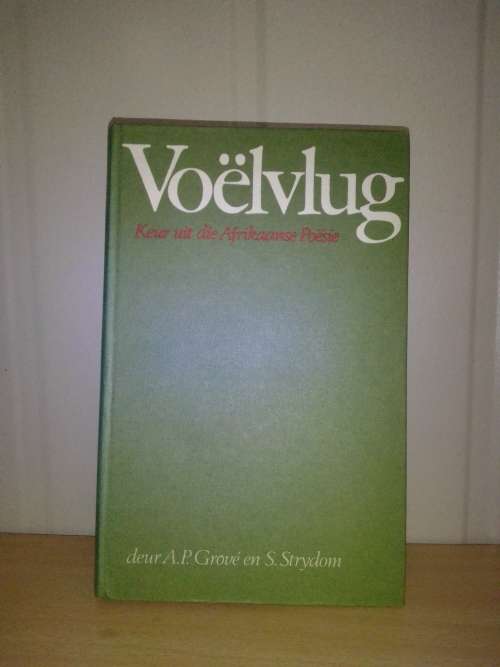 Voëlvlug
Keur uit die Afrikaanse Poësie
deur A.P. Grové en S. Strydom